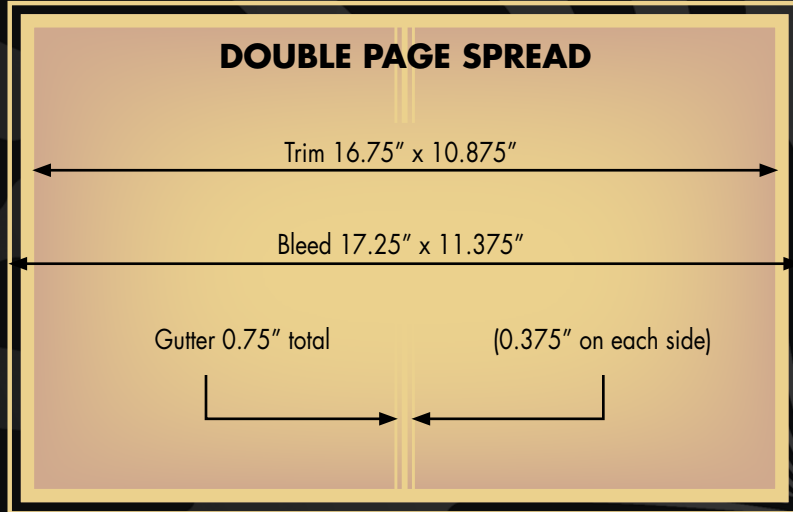 DOUBLE PAGE SPREAD
Trim 16.75” x 10.875”
Bleed 17.25” x 11.375”
Gutter 0.75” total (0.375” on each side)